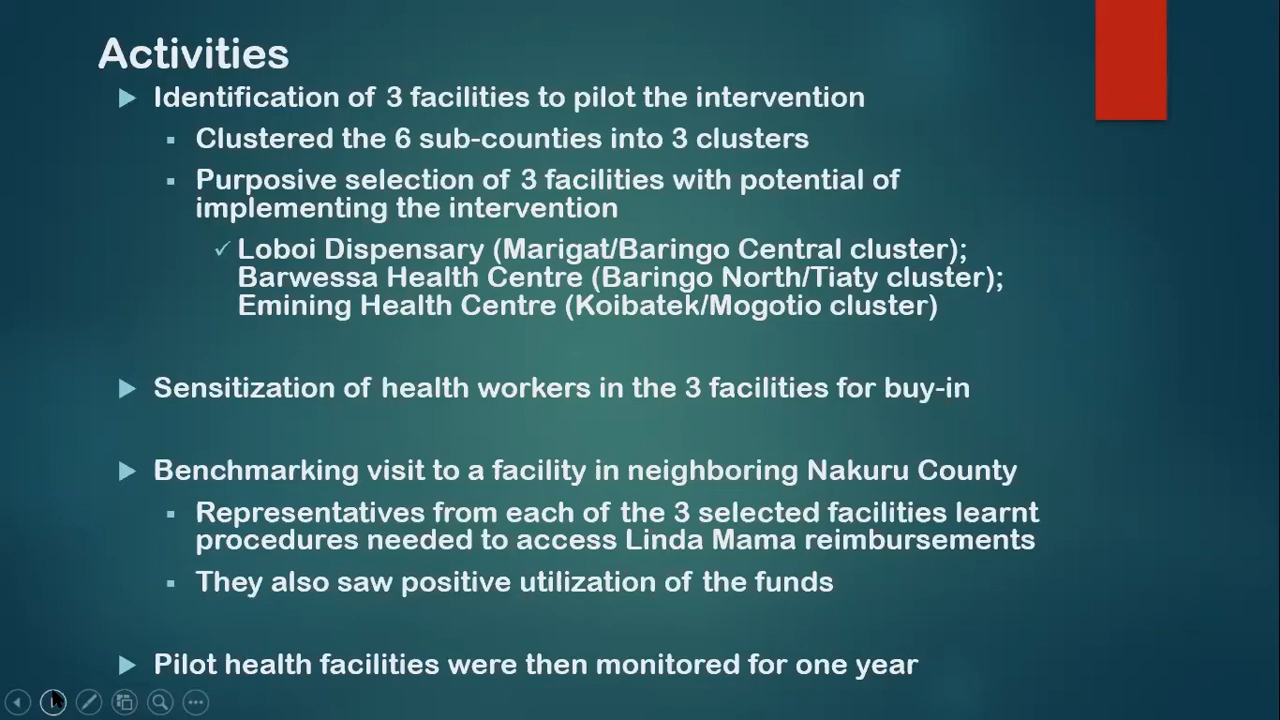 Activities
Identification of 3 facilities to pilot the intervention
Clustered the 6 sub-counties into 3 clusters
Purposive selection of 3 facilities with potential of
implementing the intervention
Loboi Dispensary (Marigat/Baringo Central cluster);
Barwessa Health Centre (Baringo North/Tiaty cluster);
Emining Health Centre (Koibatek/Mogotio cluster)
Sensitization of health workers in the 3 facilities for buy-in
Benchmarking visit to a facility in neighboring Nakuru County
Representatives from each of the 3 selected facilities learnt
procedures needed to access Linda Mama reimbursements
They also saw positive utilization of the funds
Pilot health facilities were then monitored for one year